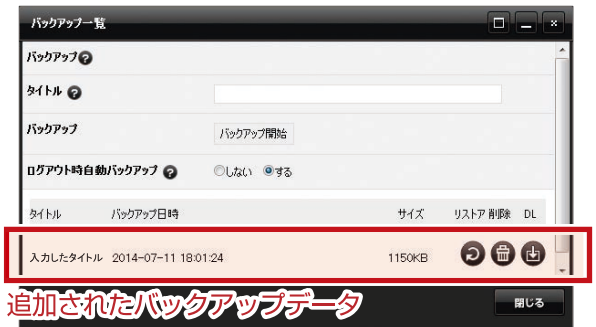 バックアップ一覧
バックアップ ?
タイトル ?
バックアップ バックアップ開始
ログアウト時自動バックアップ ? しない する
タイトル バックアップ日時 サイズ リストア 削除 DL
入力したタイトル 2014-07-11 18:01:24 1150KB
追加されたバックアップデータ
閉じる